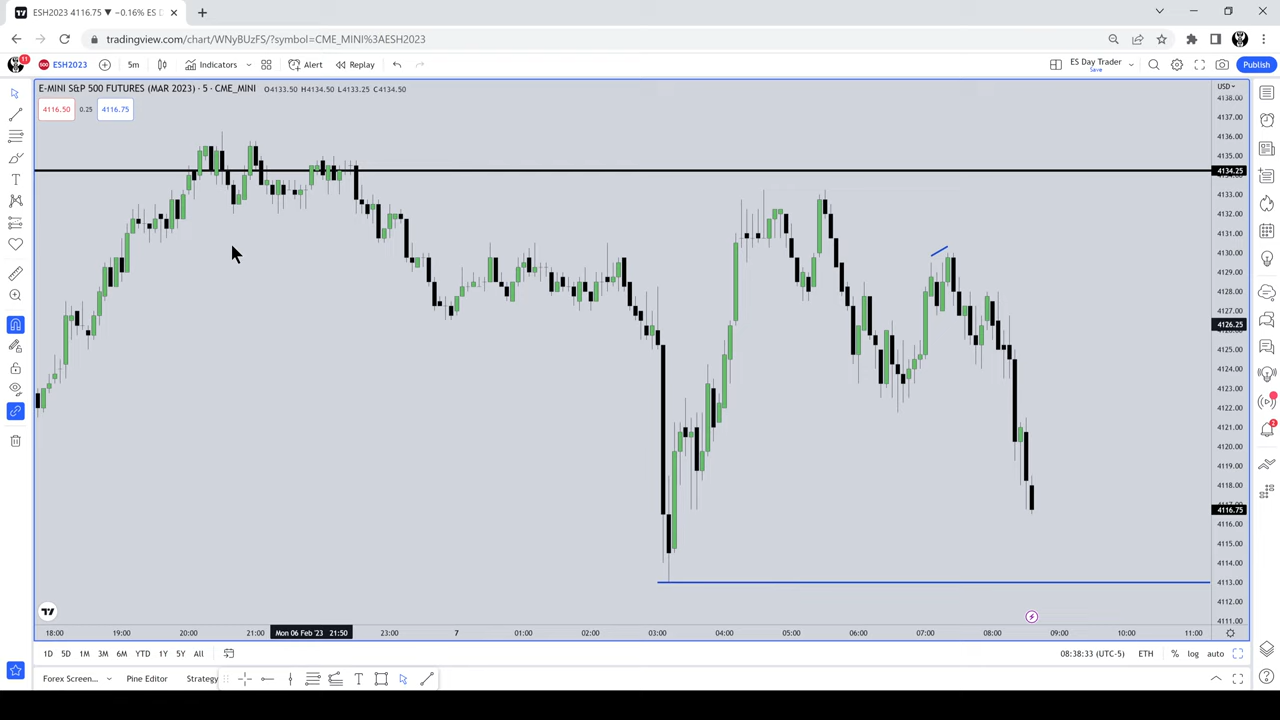 ESH2023 4116.75 ▼ −0.16% ES D
tradingview.com/chart/WNyBUzFS/?symbol=CME_MINI%3AESH2023
11
ESH2023
5m
Indicators
Alert
Replay
ES Day Trader
Save
Publish
E-MINI S&P 500 FUTURES (MAR 2023) · 5 · CME_MINI O4133.50 H4134.50 L4133.25 C4134.50
4116.50 0.25 4116.75
USD
4138.00
4137.00
4136.00
4135.00
4134.25
4133.00
4132.00
4131.00
4130.00
4129.00
4128.00
4127.00
4126.25
4125.00
4124.00
4123.00
4122.00
4121.00
4120.00
4119.00
4118.00
4116.75
4116.00
4115.00
4114.00
4113.00
4112.00
4111.00
2
18:00 19:00 20:00 21:00 Mon 06 Feb '23 21:50 23:00 7 01:00 02:00 03:00 04:00 05:00 06:00 07:00 08:00 09:00 10:00 11:00
1D 5D 1M 3M 6M YTD 1Y 5Y All
08:38:33 (UTC-5) ETH % log auto
Forex Screen... Pine Editor Strategy